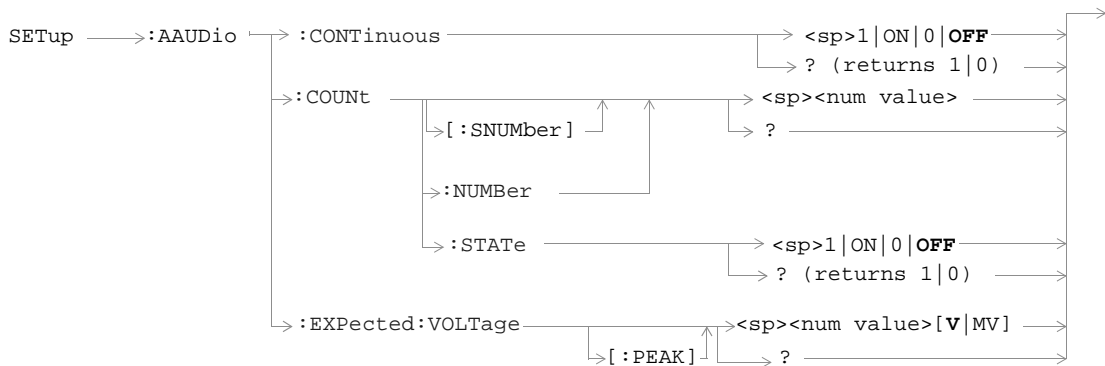 SETup :AAUDio :CONTinuous <sp>1|ON|0|OFF
? (returns 1|0)
:COUNt <sp><num value>
[:SNUMber] ?
:NUMBer
:STATe <sp>1|ON|0|OFF
? (returns 1|0)
:EXPected:VOLTage <sp><num value>[V|MV]
[:PEAK] ?